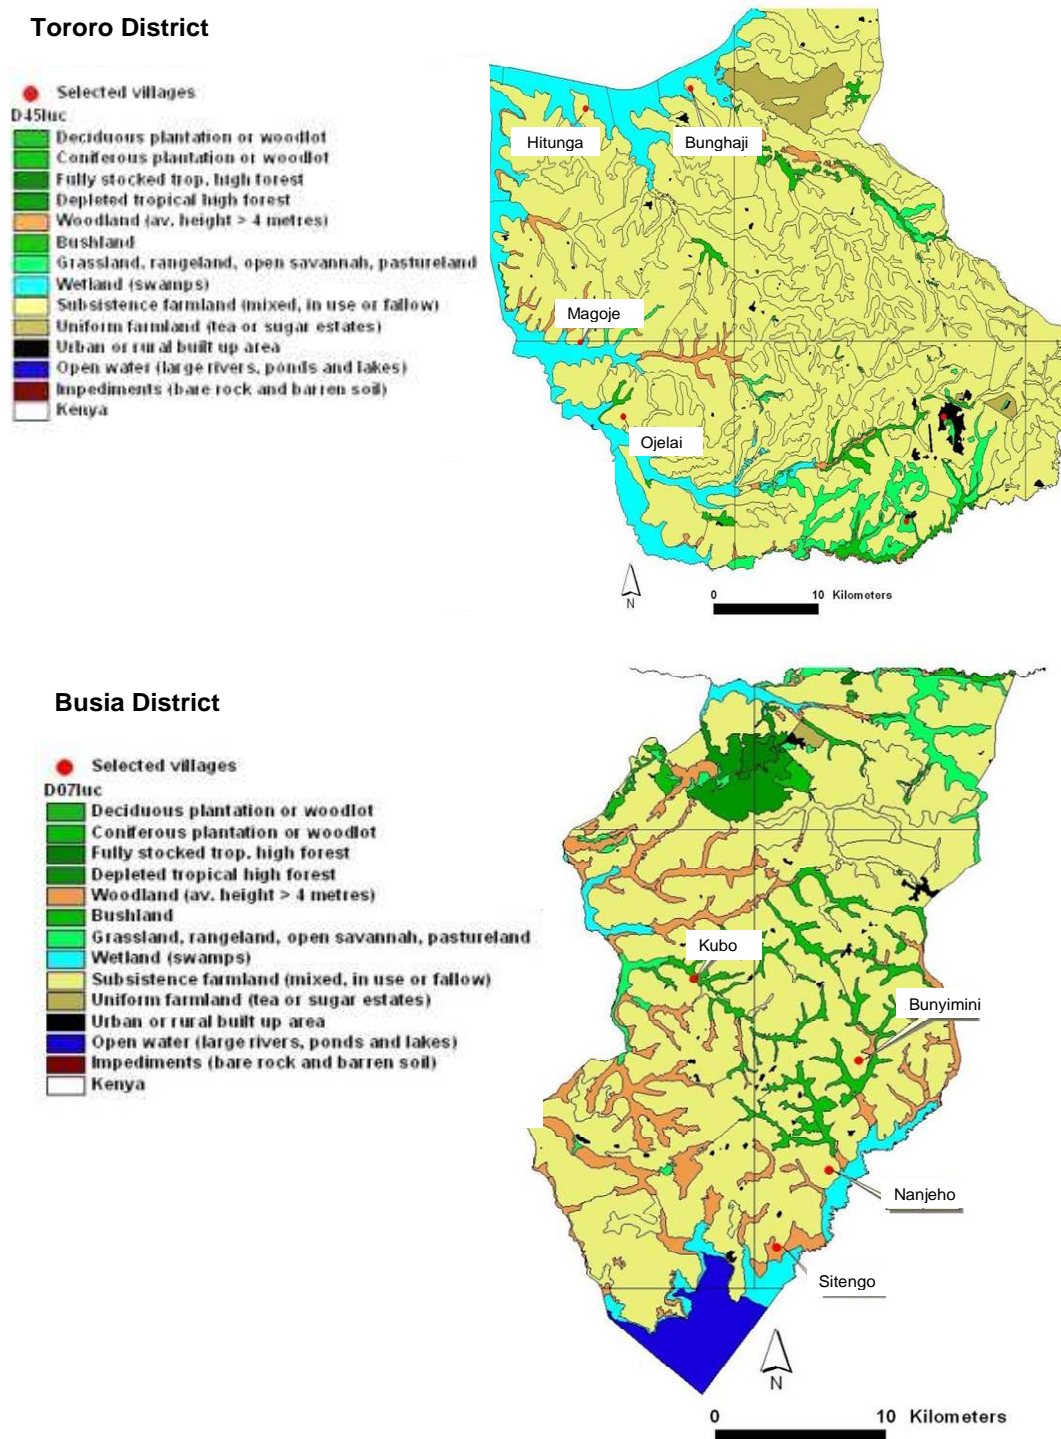 Tororo District
Selected villages
D45luc
Deciduous plantation or woodlot
Coniferous plantation or woodlot
Fully stocked trop. high forest
Depleted tropical high forest
Woodland (av. height > 4 metres)
Bushland
Grassland, rangeland, open savannah, pastureland
Wetland (swamps)
Subsistence farmland (mixed, in use or fallow)
Uniform farmland (tea or sugar estates)
Urban or rural built up area
Open water (large rivers, ponds and lakes)
Impediments (bare rock and barren soil)
Kenya
Hitunga
Bunghaji
Magoje
Ojelai
N
0 10 Kilometers
Busia District
Selected villages
D07luc
Deciduous plantation or woodlot
Coniferous plantation or woodlot
Fully stocked trop. high forest
Depleted tropical high forest
Woodland (av. height > 4 metres)
Bushland
Grassland, rangeland, open savannah, pastureland
Wetland (swamps)
Subsistence farmland (mixed, in use or fallow)
Uniform farmland (tea or sugar estates)
Urban or rural built up area
Open water (large rivers, ponds and lakes)
Impediments (bare rock and barren soil)
Kenya
Kubo
Bunyimini
Nanjeho
Sitengo
N
0 10 Kilometers